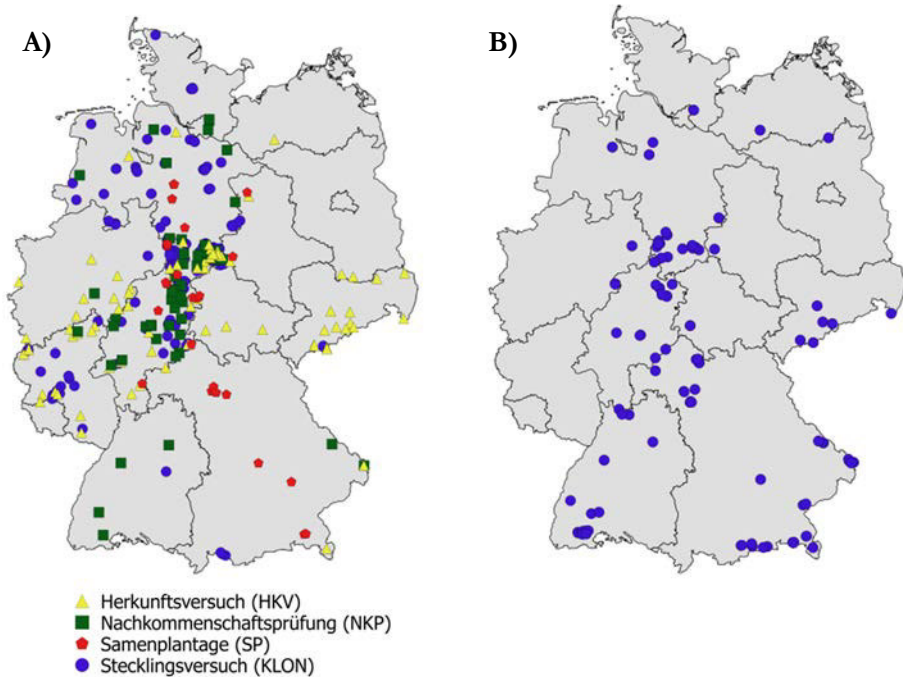 A)
B)
Herkunftsversuch (HKV)
Nachkommenschaftsprüfung (NKP)
Samenplantage (SP)
Stecklingsversuch (KLON)